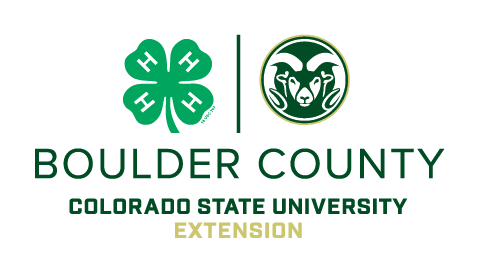 H H
H H
BOULDER COUNTY
COLORADO STATE UNIVERSITY
EXTENSION